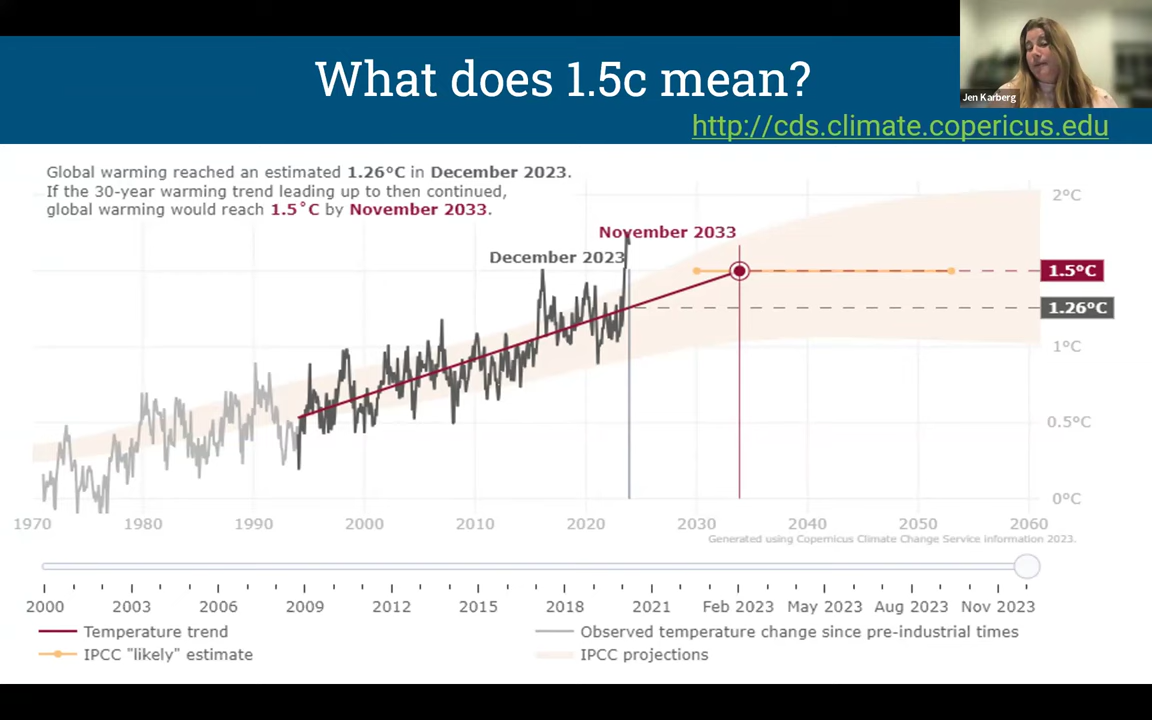 What does 1.5c mean?
Jen Karberg
http://cds.climate.copericus.edu
Global warming reached an estimated 1.26°C in December 2023.
If the 30-year warming trend leading up to then continued,
global warming would reach 1.5˚C by November 2033.
2°C
November 2033
December 2023
1.5°C
1.26°C
1°C
0.5°C
0°C
1970 1980 1990 2000 2010 2020 2030 2040 2050 2060
Generated using Copernicus Climate Change Service information 2023.
2000 2003 2006 2009 2012 2015 2018 2021 Feb 2023 May 2023 Aug 2023 Nov 2023
Temperature trend
Observed temperature change since pre-industrial times
IPCC "likely" estimate
IPCC projections